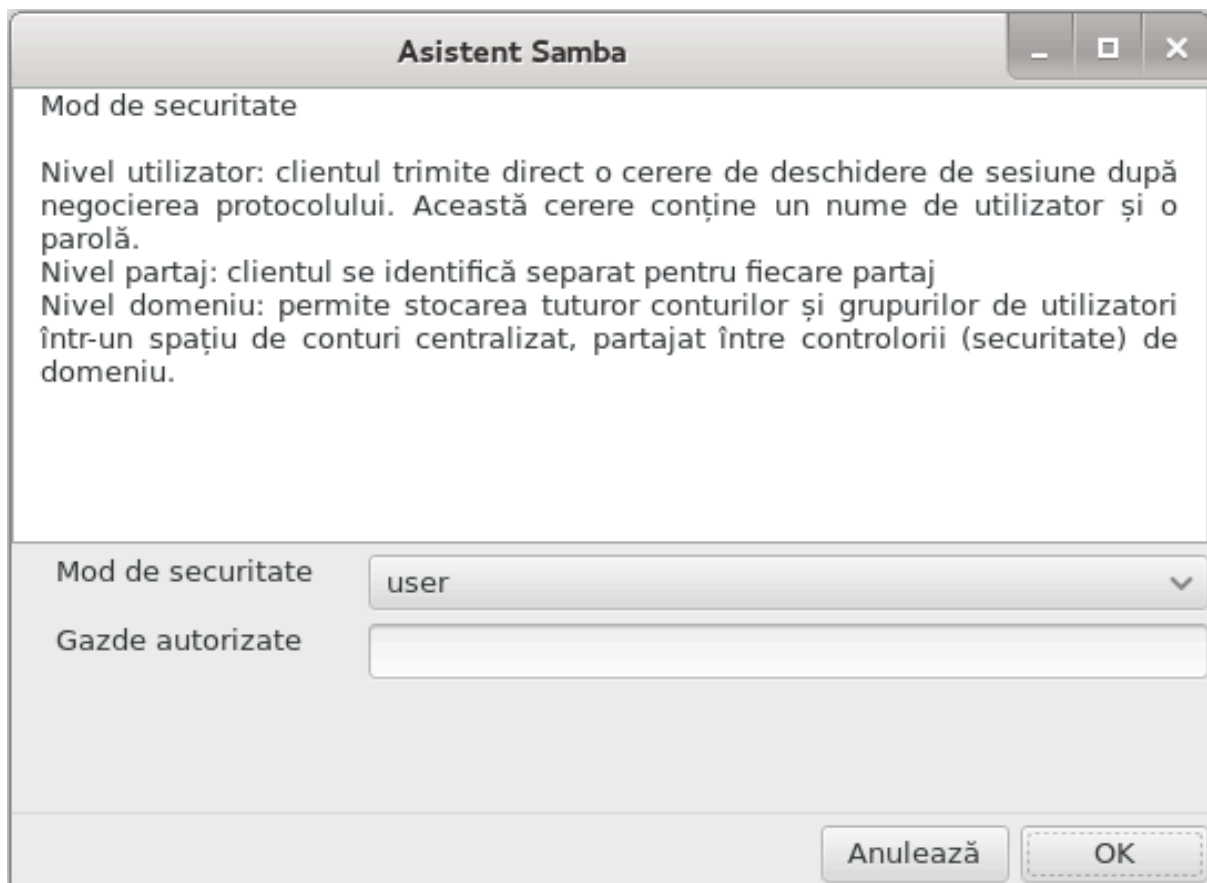 Asistent Samba
Mod de securitate
Nivel utilizator: clientul trimite direct o cerere de deschidere de sesiune după
negocierea protocolului. Această cerere conține un nume de utilizator și o
parolă.
Nivel partaj: clientul se identifică separat pentru fiecare partaj
Nivel domeniu: permite stocarea tuturor conturilor și grupurilor de utilizatori
într-un spațiu de conturi centralizat, partajat între controlorii (securitate) de
domeniu.
Mod de securitate
user
Gazde autorizate
Anulează
OK